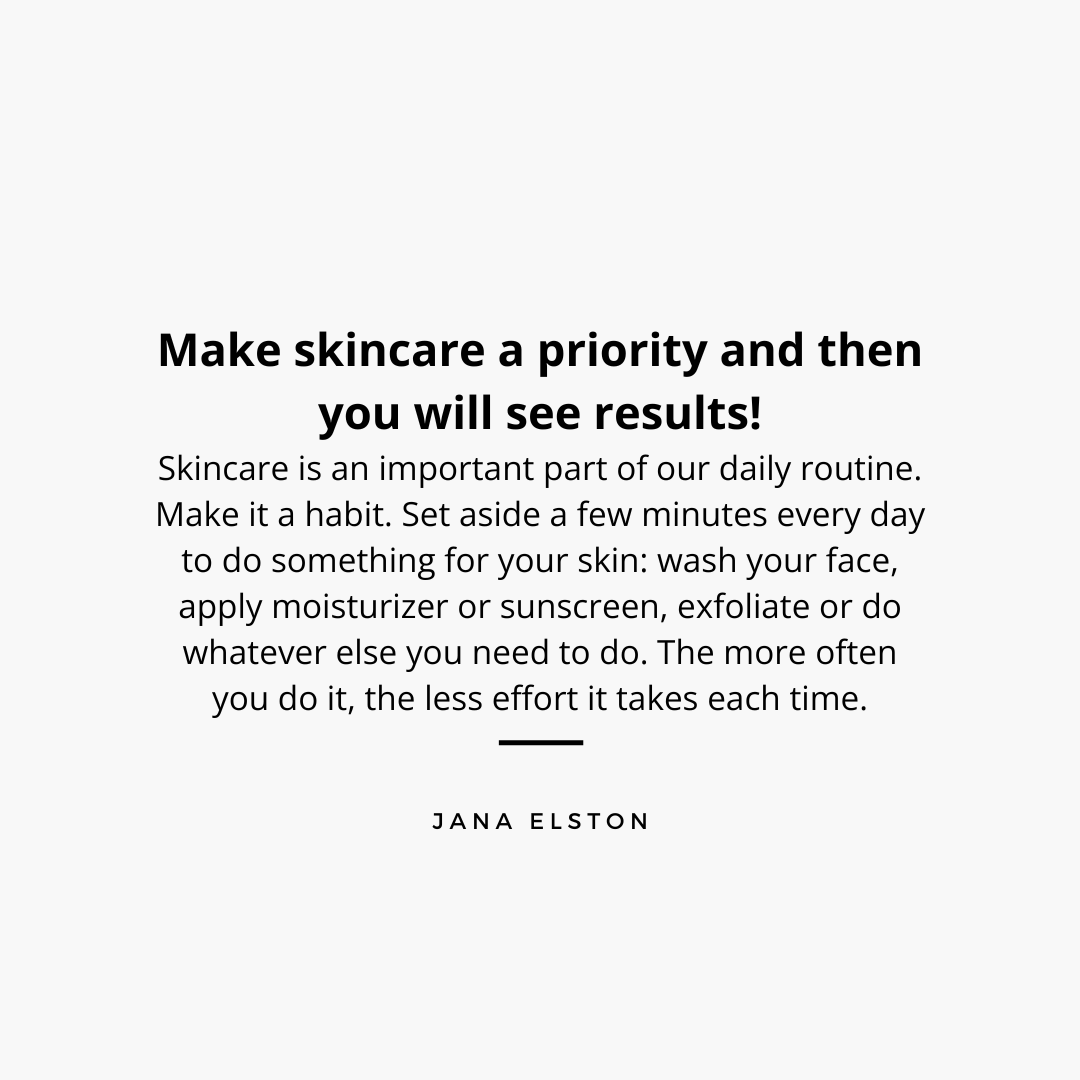 Make skincare a priority and then
you will see results!
Skincare is an important part of our daily routine.
Make it a habit. Set aside a few minutes every day
to do something for your skin: wash your face,
apply moisturizer or sunscreen, exfoliate or do
whatever else you need to do. The more often
you do it, the less effort it takes each time.
JANA ELSTON